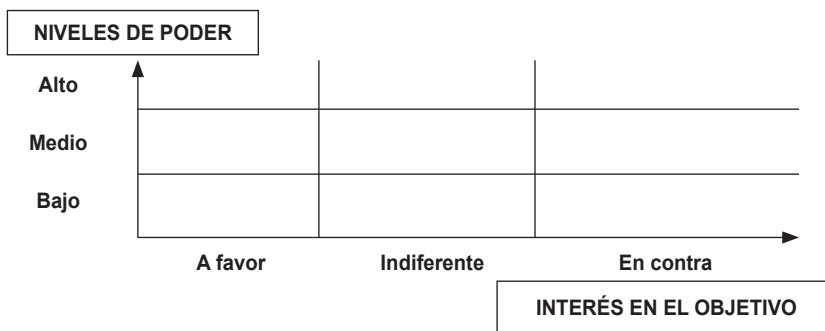 NIVELES DE PODER
Alto
Medio
Bajo
A favor Indiferente En contra
INTERÉS EN EL OBJETIVO